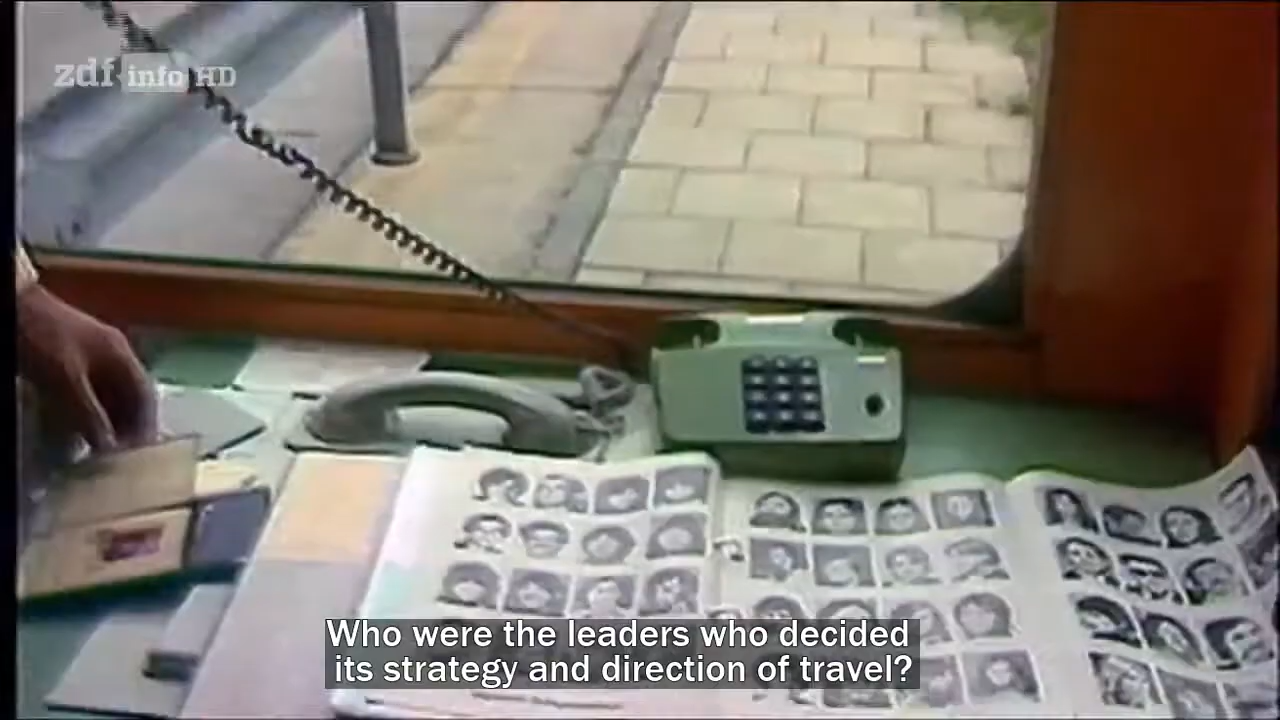 zdf info HD
Who were the leaders who decided
its strategy and direction of travel?